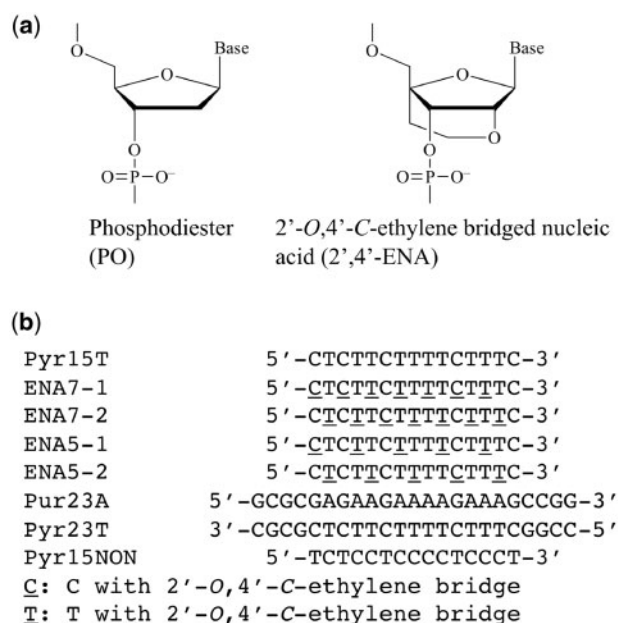 (a)
Base Base
O O O O
O O O
O=P–O⁻ O=P–O⁻
Phosphodiester 2'-O,4'-C-ethylene bridged nucleic
(PO) acid (2',4'-ENA)
(b)
Pyr15T 5′-CTCTTCTTTTCTTTC-3′
ENA7-1 5′-CTCTTCTTTTCTTTC-3′
ENA7-2 5′-CTCTTCTTTTCTTTC-3′
ENA5-1 5′-CTCTTCTTTTCTTTC-3′
ENA5-2 5′-CTCTTCTTTTCTTTC-3′
Pur23A 5′-GCGCGAGAAGAAAAGAAAGCCGG-3′
Pyr23T 3′-CGCGCTCTTCTTTTCTTTCGGCC-5′
Pyr15NON 5′-TCTCCTCCCCTCCCT-3′
C: C with 2′-O,4′-C-ethylene bridge
T: T with 2′-O,4′-C-ethylene bridge